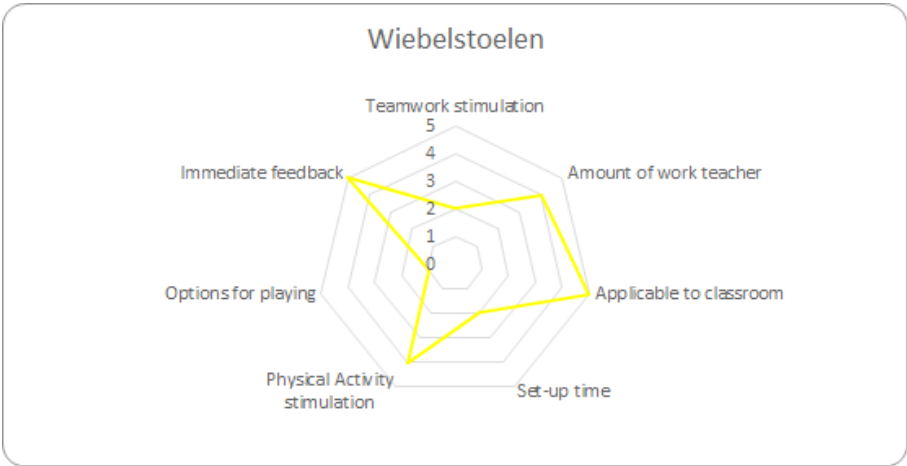 Wiebelstoelen
Teamwork stimulation
5
4
3
2
1
0
Amount of work teacher
Applicable to classroom
Set-up time
Physical Activity
stimulation
Options for playing
Immediate feedback